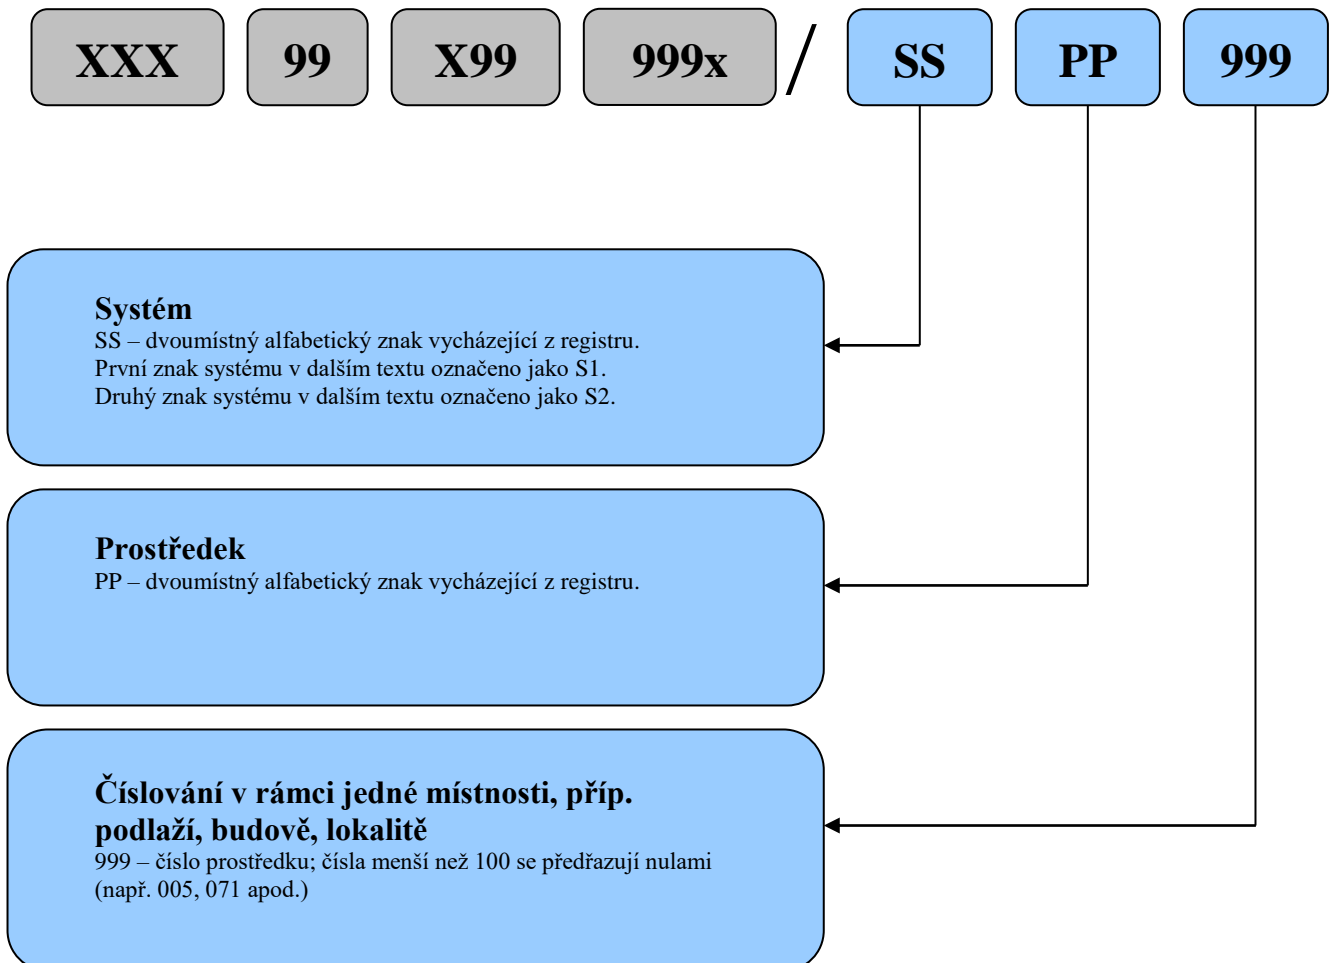 XXX 99 X99 999x / SS PP 999
Systém
SS – dvoumístný alfabetický znak vycházející z registru.
První znak systému v dalším textu označeno jako S1.
Druhý znak systému v dalším textu označeno jako S2.
Prostředek
PP – dvoumístný alfabetický znak vycházející z registru.
Číslování v rámci jedné místnosti, příp.
podlaží, budově, lokalitě
999 – číslo prostředku; čísla menší než 100 se předřazují nulami
(např. 005, 071 apod.)